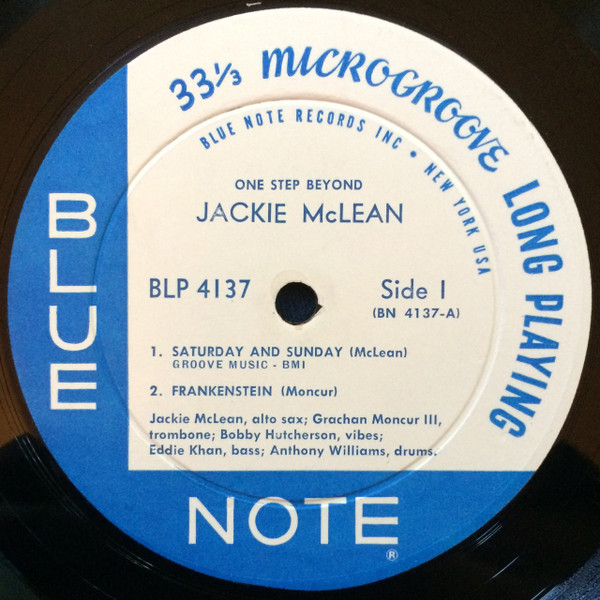 33⅓ MICROGROOVE LONG PLAYING
BLUE NOTE RECORDS INC • NEW YORK USA
ONE STEP BEYOND
JACKIE McLEAN
BLP 4137
Side 1
(BN 4137-A)
1. SATURDAY AND SUNDAY (McLean)
GROOVE MUSIC - BMI
2. FRANKENSTEIN (Moncur)
Jackie McLean, alto sax; Grachan Moncur III,
trombone; Bobby Hutcherson, vibes;
Eddie Khan, bass; Anthony Williams, drums.
BLUE
NOTE ®